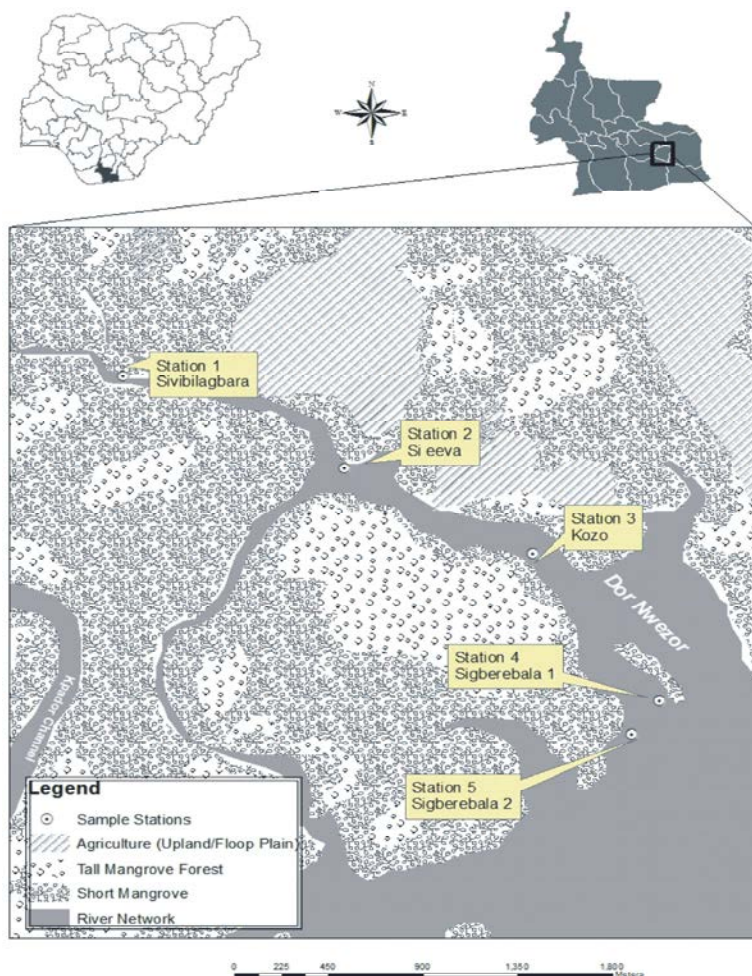 N
W
E
S
Station 1
Sivibilagbara
Station 2
Si eeva
Station 3
Kozo
Dor Nwezor
Station 4
Sigberebala 1
Station 5
Sigberebala 2
Kpador Channel
Legend
Sample Stations
Agriculture (Upland/Floop Plain)
Tall Mangrove Forest
Short Mangrove
River Network
0 225 450 900 1,350 1,800
Meters